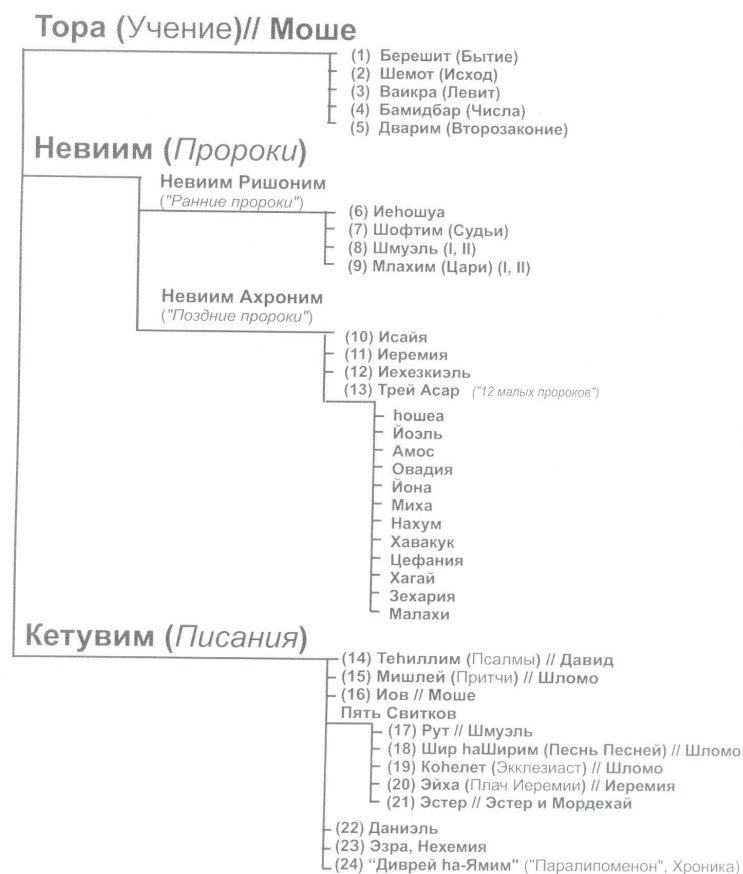 Тора (Учение)// Моше
(1) Берешит (Бытие)
(2) Шемот (Исход)
(3) Ваикра (Левит)
(4) Бамидбар (Числа)
(5) Дварим (Второзаконие)
Невиим (Пророки)
Невиим Ришоним
("Ранние пророки")
(6) Иеhошуа
(7) Шофтим (Судьи)
(8) Шмуэль (I, II)
(9) Млахим (Цари) (I, II)
Невиим Ахроним
("Поздние пророки")
(10) Исайя
(11) Иеремия
(12) Иехезкиэль
(13) Трей Асар ("12 малых пророков")
hошеа
Йоэль
Амос
Овадия
Йона
Миха
Нахум
Хавакук
Цефания
Хагай
Зехария
Малахи
Кетувим (Писания)
(14) Теhиллим (Псалмы) // Давид
(15) Мишлей (Притчи) // Шломо
(16) Иов // Моше
Пять Свитков
(17) Рут // Шмуэль
(18) Шир hаШирим (Песнь Песней) // Шломо
(19) Коhелет (Экклезиаст) // Шломо
(20) Эйха (Плач Иеремии) // Иеремия
(21) Эстер // Эстер и Мордехай
(22) Даниэль
(23) Эзра, Нехемия
(24) “Диврей hа-Ямим" ("Паралипоменон", Хроника)